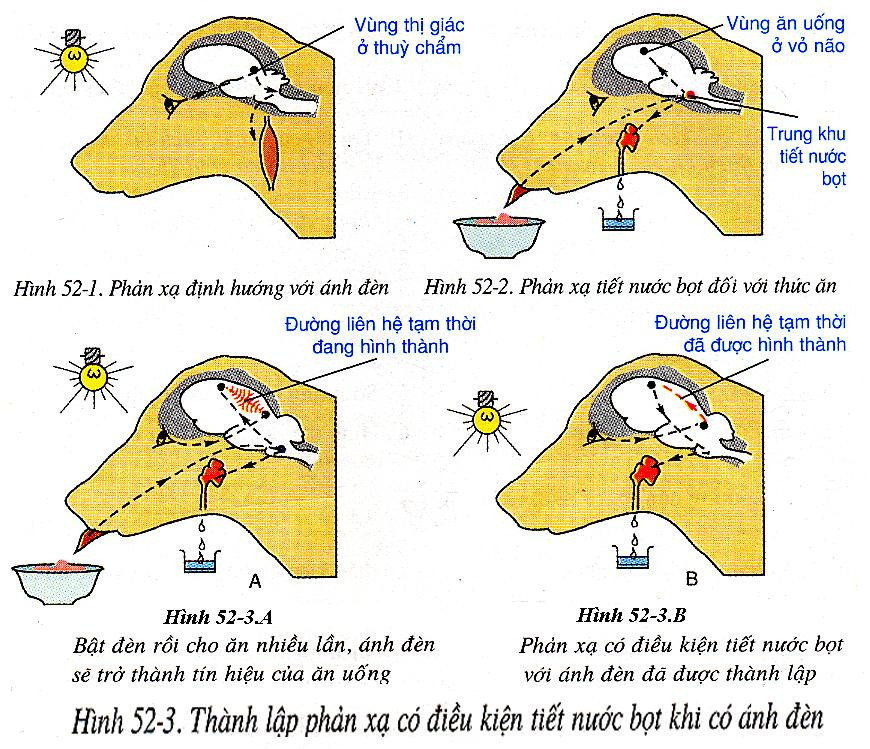 Vùng thị giác
ở thuỳ chẩm
Vùng ăn uống
ở vỏ não
Trung khu
tiết nước
bọt
Hình 52-1. Phản xạ định hướng với ánh đèn
Hình 52-2. Phản xạ tiết nước bọt đối với thức ăn
Đường liên hệ tạm thời
đang hình thành
A
Hình 52-3.A
Bật đèn rồi cho ăn nhiều lần, ánh đèn
sẽ trở thành tín hiệu của ăn uống
Đường liên hệ tạm thời
đã được hình thành
B
Hình 52-3.B
Phản xạ có điều kiện tiết nước bọt
với ánh đèn đã được thành lập
Hình 52-3. Thành lập phản xạ có điều kiện tiết nước bọt khi có ánh đèn